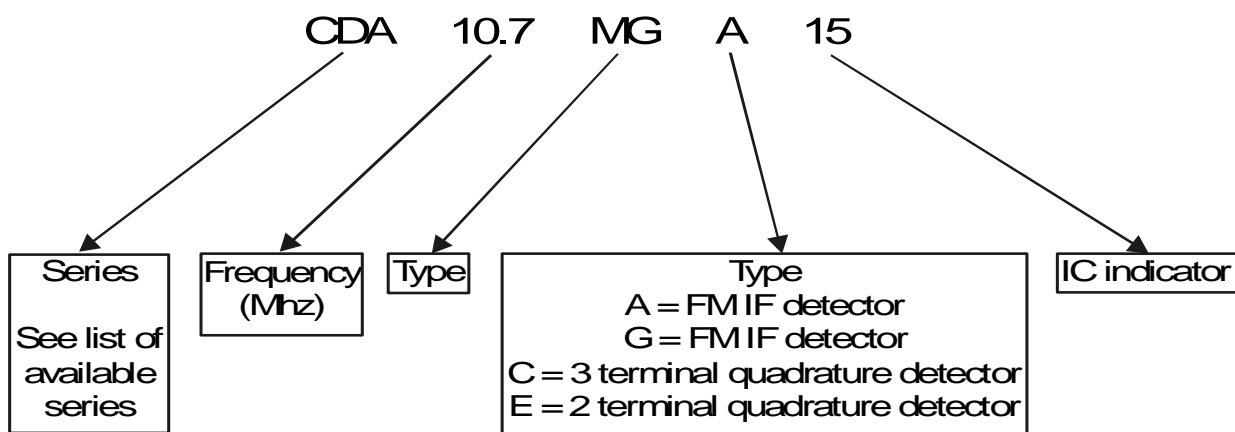 CDA 10.7 MG A 15
Series
See list of
available
series
Frequency
(Mhz)
Type
Type
A = FM IF detector
G = FM IF detector
C = 3 terminal quadrature detector
E = 2 terminal quadrature detector
IC indicator